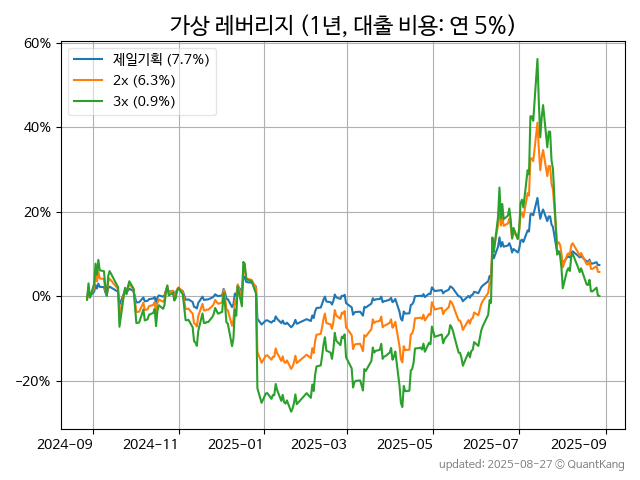 가상 레버리지 (1년, 대출 비용: 연 5%)
60%
40%
20%
0%
−20%
제일기획 (7.7%)
2x (6.3%)
3x (0.9%)
2024-09 2024-11 2025-01 2025-03 2025-05 2025-07 2025-09
updated: 2025-08-27 © QuantKang